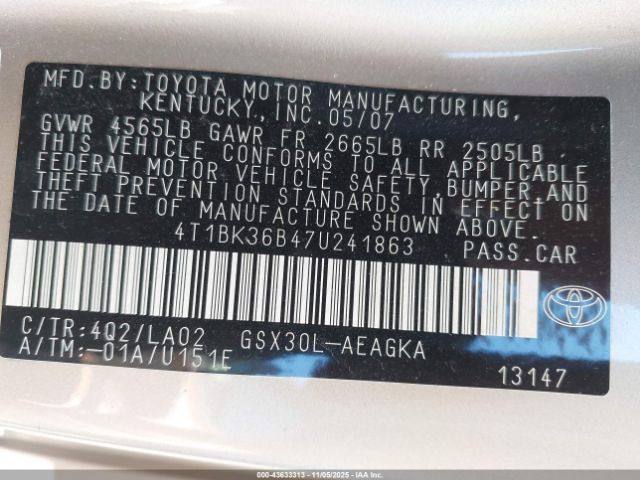 MFD.BY:TOYOTA MOTOR MANUFACTURING,
KENTUCKY,INC.05/07
GVWR 4565LB GAWR FR 2665LB RR 2505LB
THIS VEHICLE CONFORMS TO ALL APPLICABLE
FEDERAL MOTOR VEHICLE SAFETY,BUMPER,AND
THEFT PREVENTION STANDARDS IN EFFECT ON
THE DATE OF MANUFACTURE SHOWN ABOVE.
4T1BK36B47U241863 PASS.CAR
C/TR:4Q2/LA02 GSX30L-AEAGKA
A/TM:-01A/U151E
13147
000-43633313 - 11/05/2025 - IAAI.COM